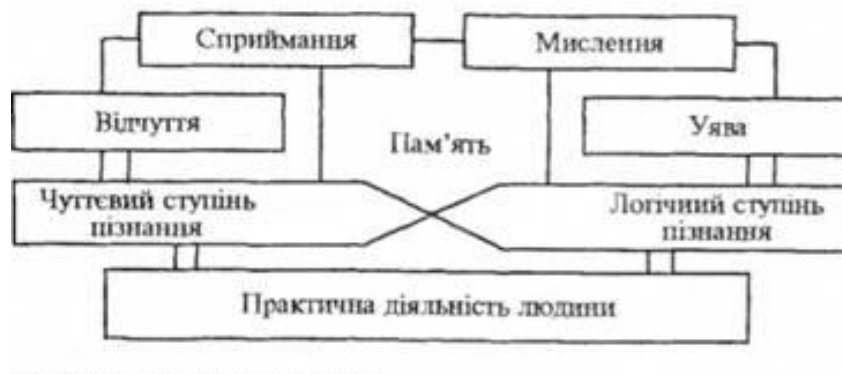 Сприймання
Мислення
Відчуття
Уява
Пам’ять
Чуттєвий ступінь
пізнання
Логічний ступінь
пізнання
Практична діяльність людини